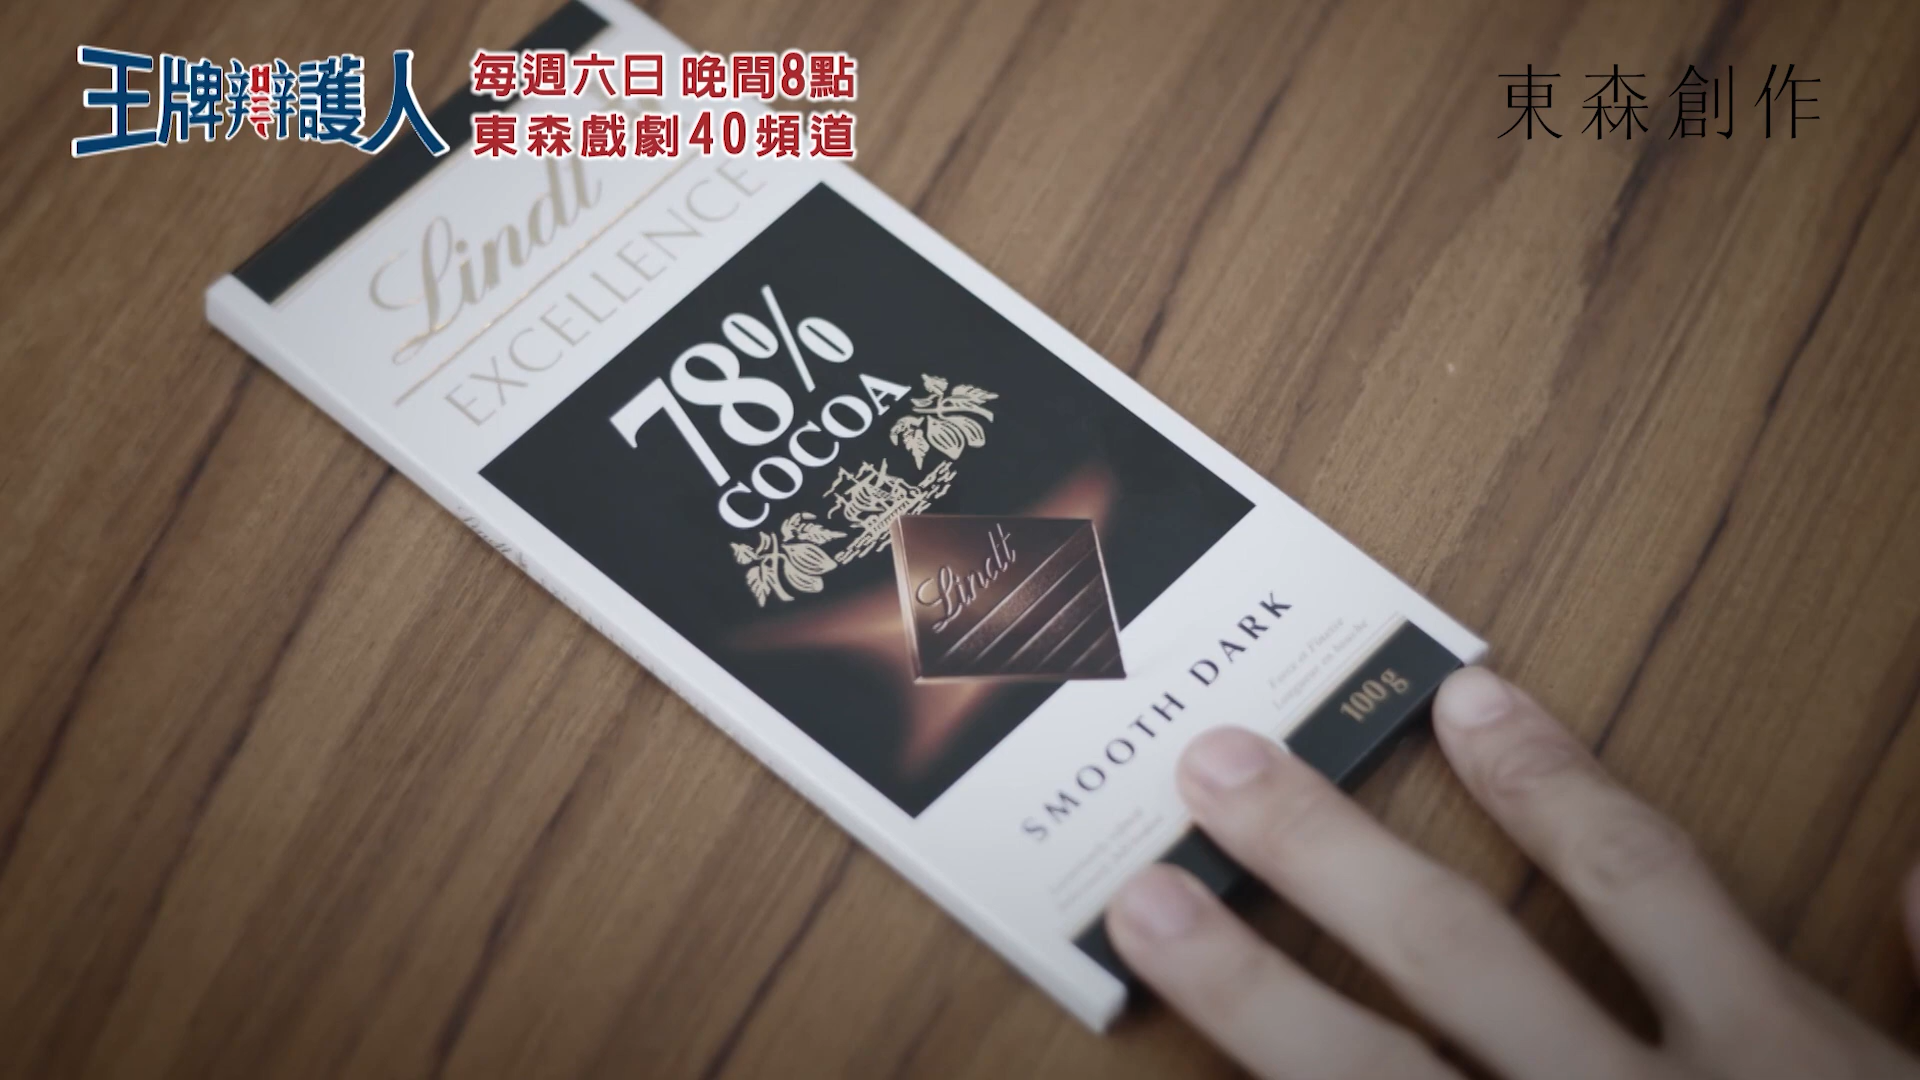 王牌辯護人
每週六日 晚間8點
東森戲劇40頻道
東森創作
Lindt
EXCELLENCE
78%
COCOA
Lindt
SMOOTH DARK
100g